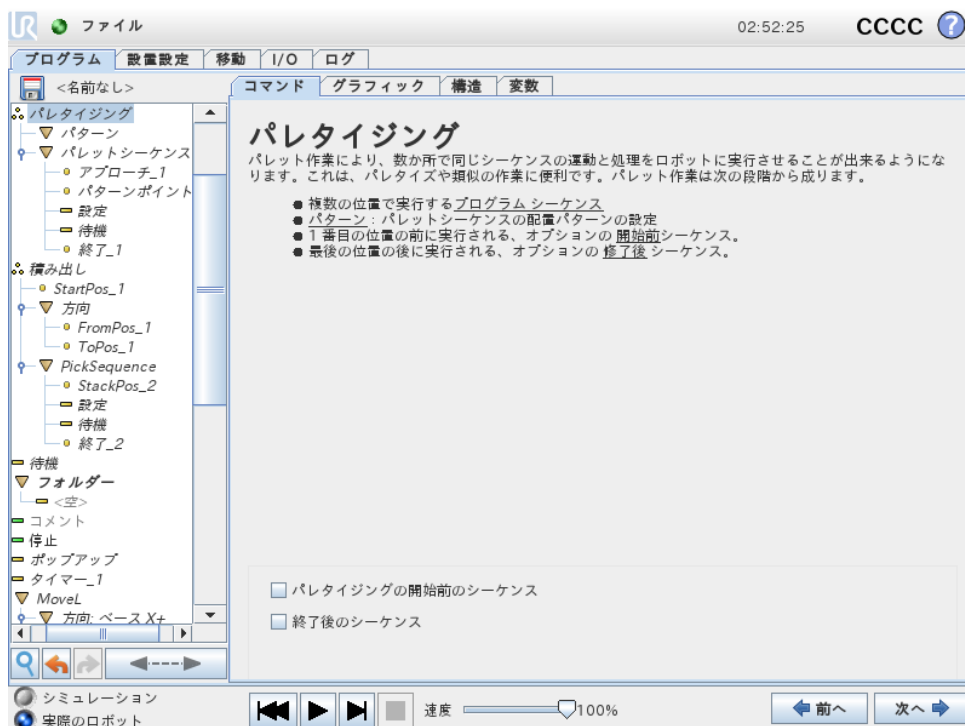 UR ファイル 02:52:25 CCCC ?
プログラム 設置設定 移動 I/O ログ
<名前なし>
コマンド グラフィック 構造 変数
パレタイジング
パターン
パレットシーケンス
アプローチ_1
パターンポイント
設定
待機
終了_1
積み出し
StartPos_1
方向
FromPos_1
ToPos_1
PickSequence
StackPos_2
設定
待機
終了_2
待機
フォルダー
<空>
コメント
停止
ポップアップ
タイマー_1
MoveL
方向: ベース X+
パレタイジング
パレット作業により、数か所で同じシーケンスの運動と処理をロボットに実行させることが出来るようにな
ります。これは、パレタイズや類似の作業に便利です。パレット作業は次の段階から成ります。
● 複数の位置で実行するプログラム シーケンス
● パターン : パレットシーケンスの配置パターンの設定
● 1 番目の位置の前に実行される、オプションの 開始前シーケンス。
● 最後の位置の後に実行される、オプションの 修了後 シーケンス。
パレタイジングの開始前のシーケンス
終了後のシーケンス
シミュレーション
実際のロボット
速度 100%
前へ 次へ